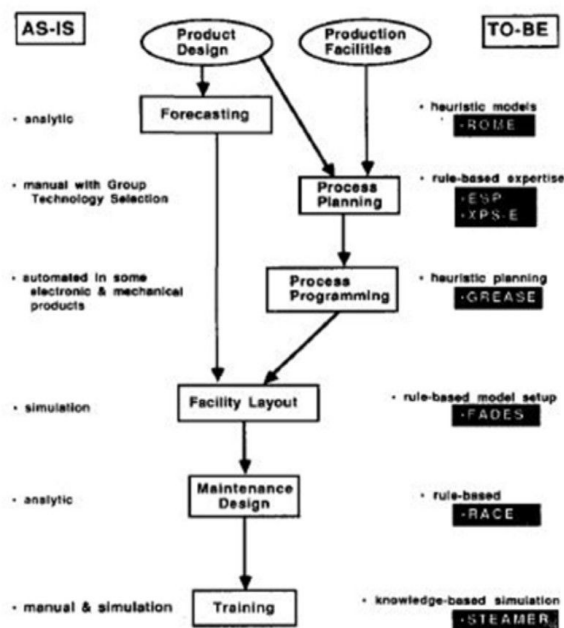 AS-IS
Product
Design
Production
Facilities
TO-BE
• analytic
Forecasting
• heuristic models
•ROME
• manual with Group
Technology Selection
Process
Planning
• rule-based expertise
•ESP
•XPS-E
• automated in some
electronic & mechanical
products
Process
Programming
• heuristic planning
•GREASE
• simulation
Facility Layout
• rule-based model setup
•FADES
• analytic
Maintenance
Design
• rule-based
•RACE
• manual & simulation
Training
• knowledge-based simulation
•STEAMER